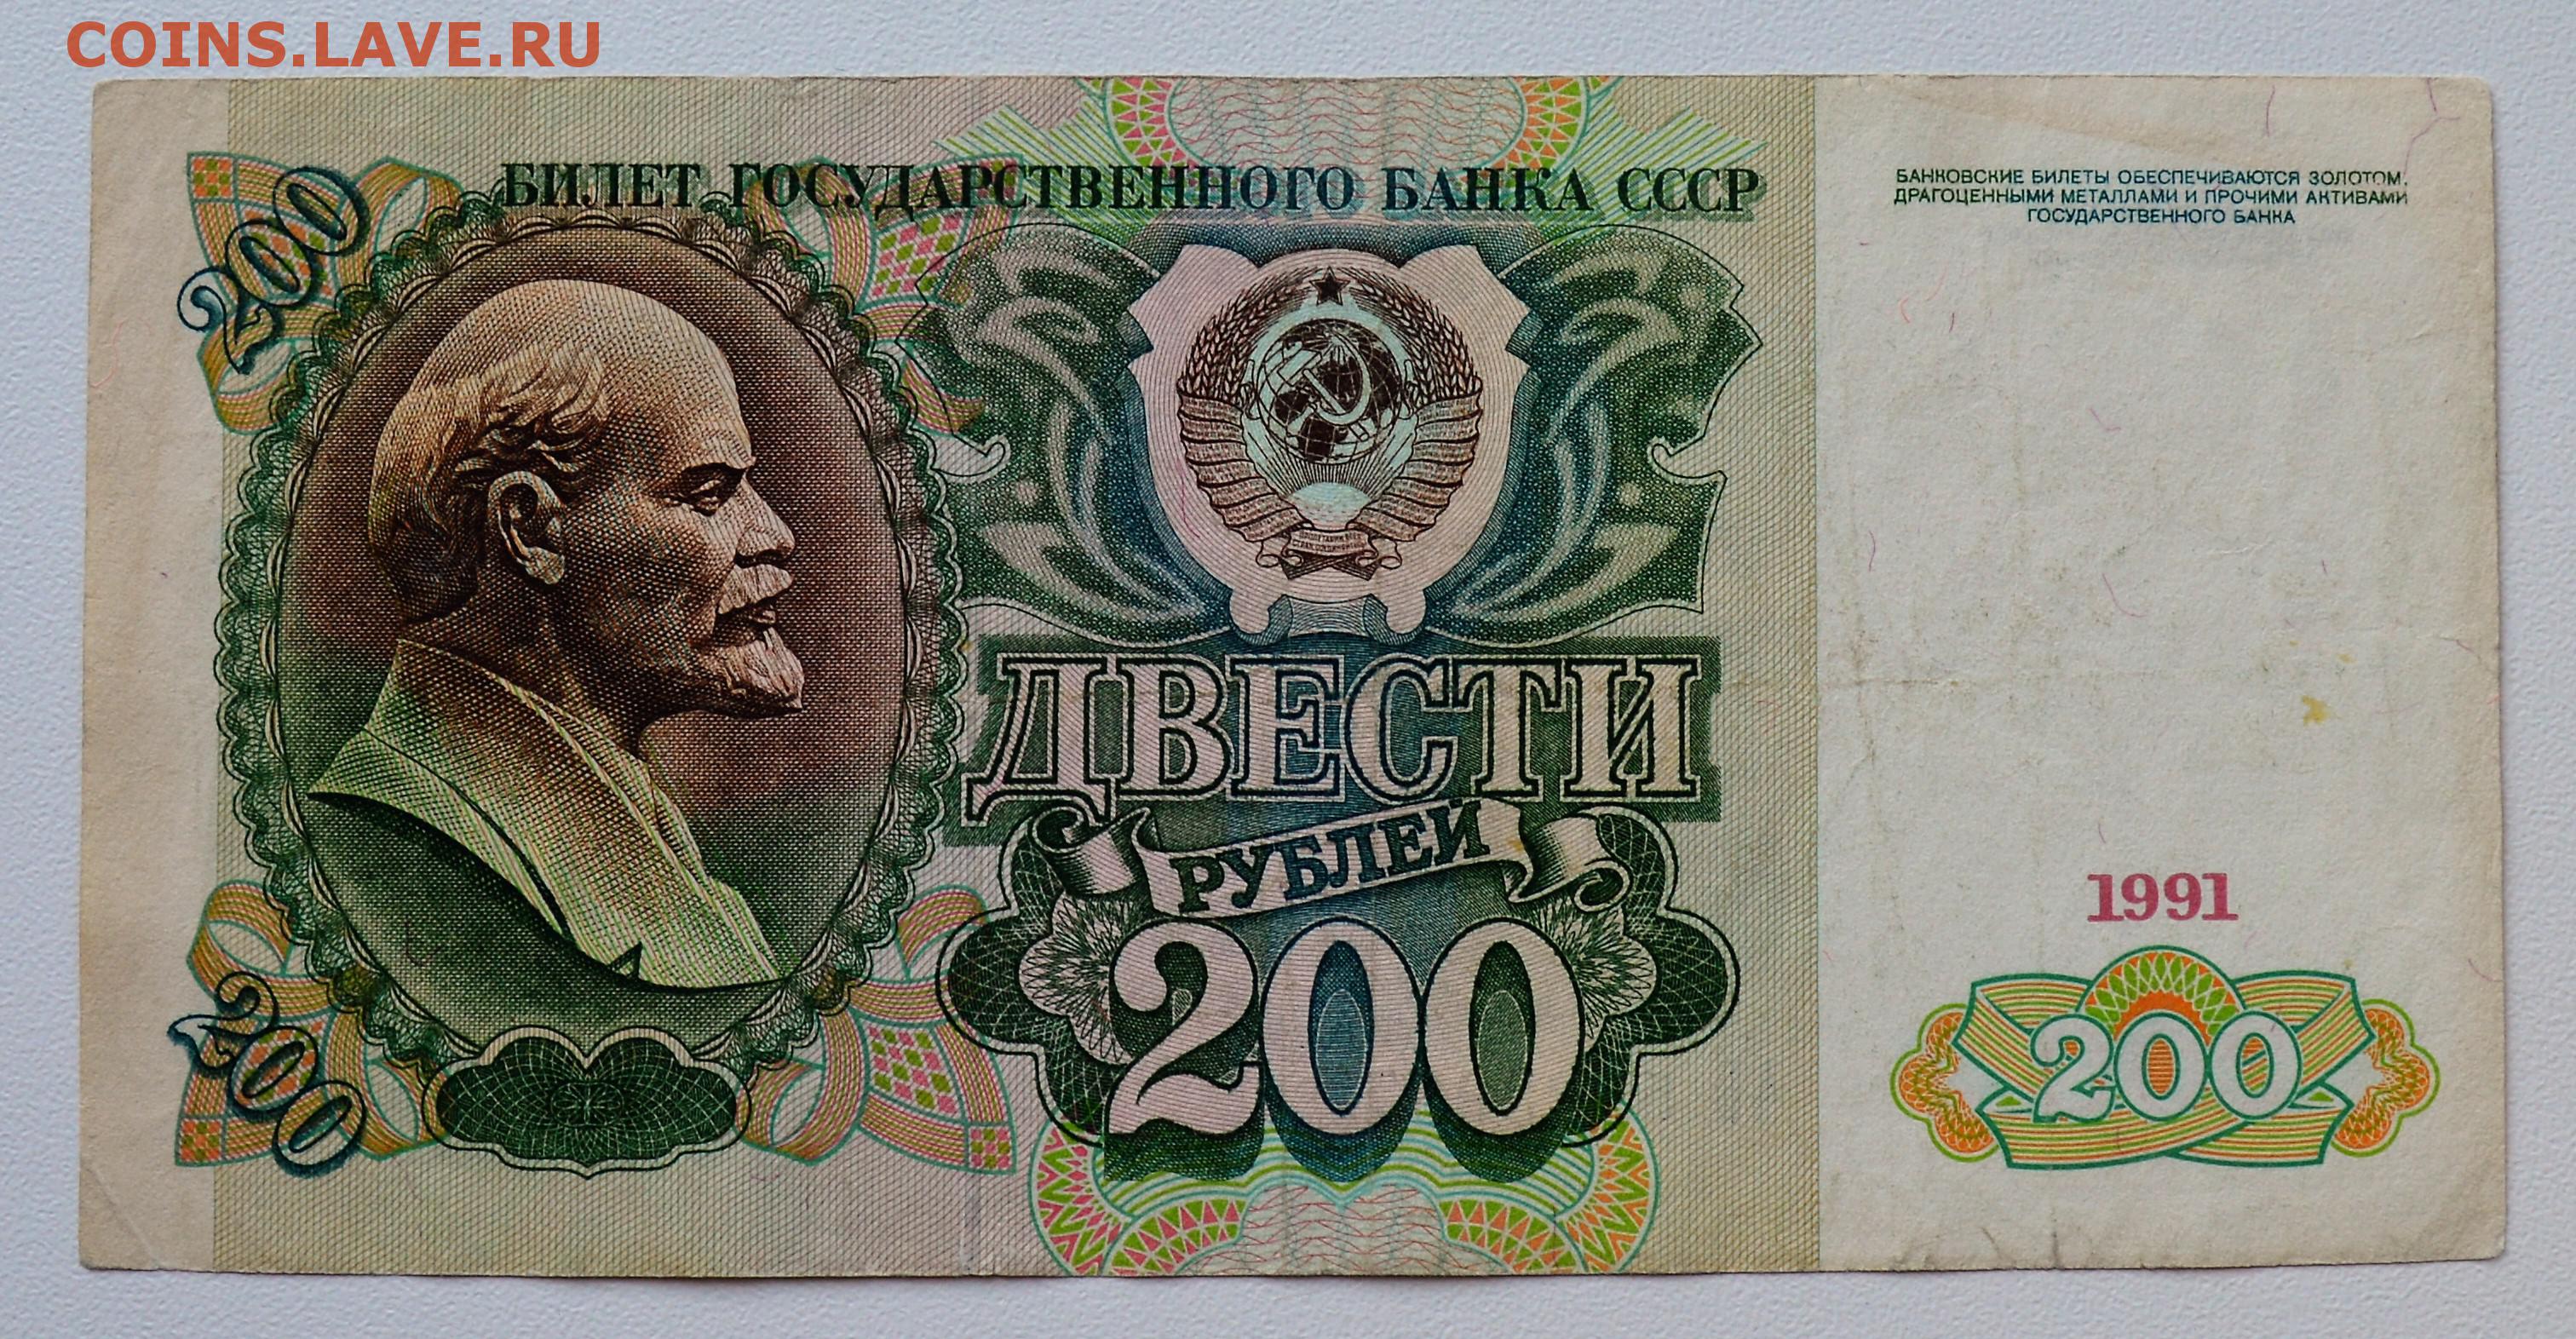 COINS.LAVE.RU
БИЛЕТ ГОСУДАРСТВЕННОГО БАНКА СССР
200
БАНКОВСКИЕ БИЛЕТЫ ОБЕСПЕЧИВАЮТСЯ ЗОЛОТОМ,
ДРАГОЦЕННЫМИ МЕТАЛЛАМИ И ПРОЧИМИ АКТИВАМИ
ГОСУДАРСТВЕННОГО БАНКА
ДВЕСТИ
РУБЛЕЙ
200
1991
200
200